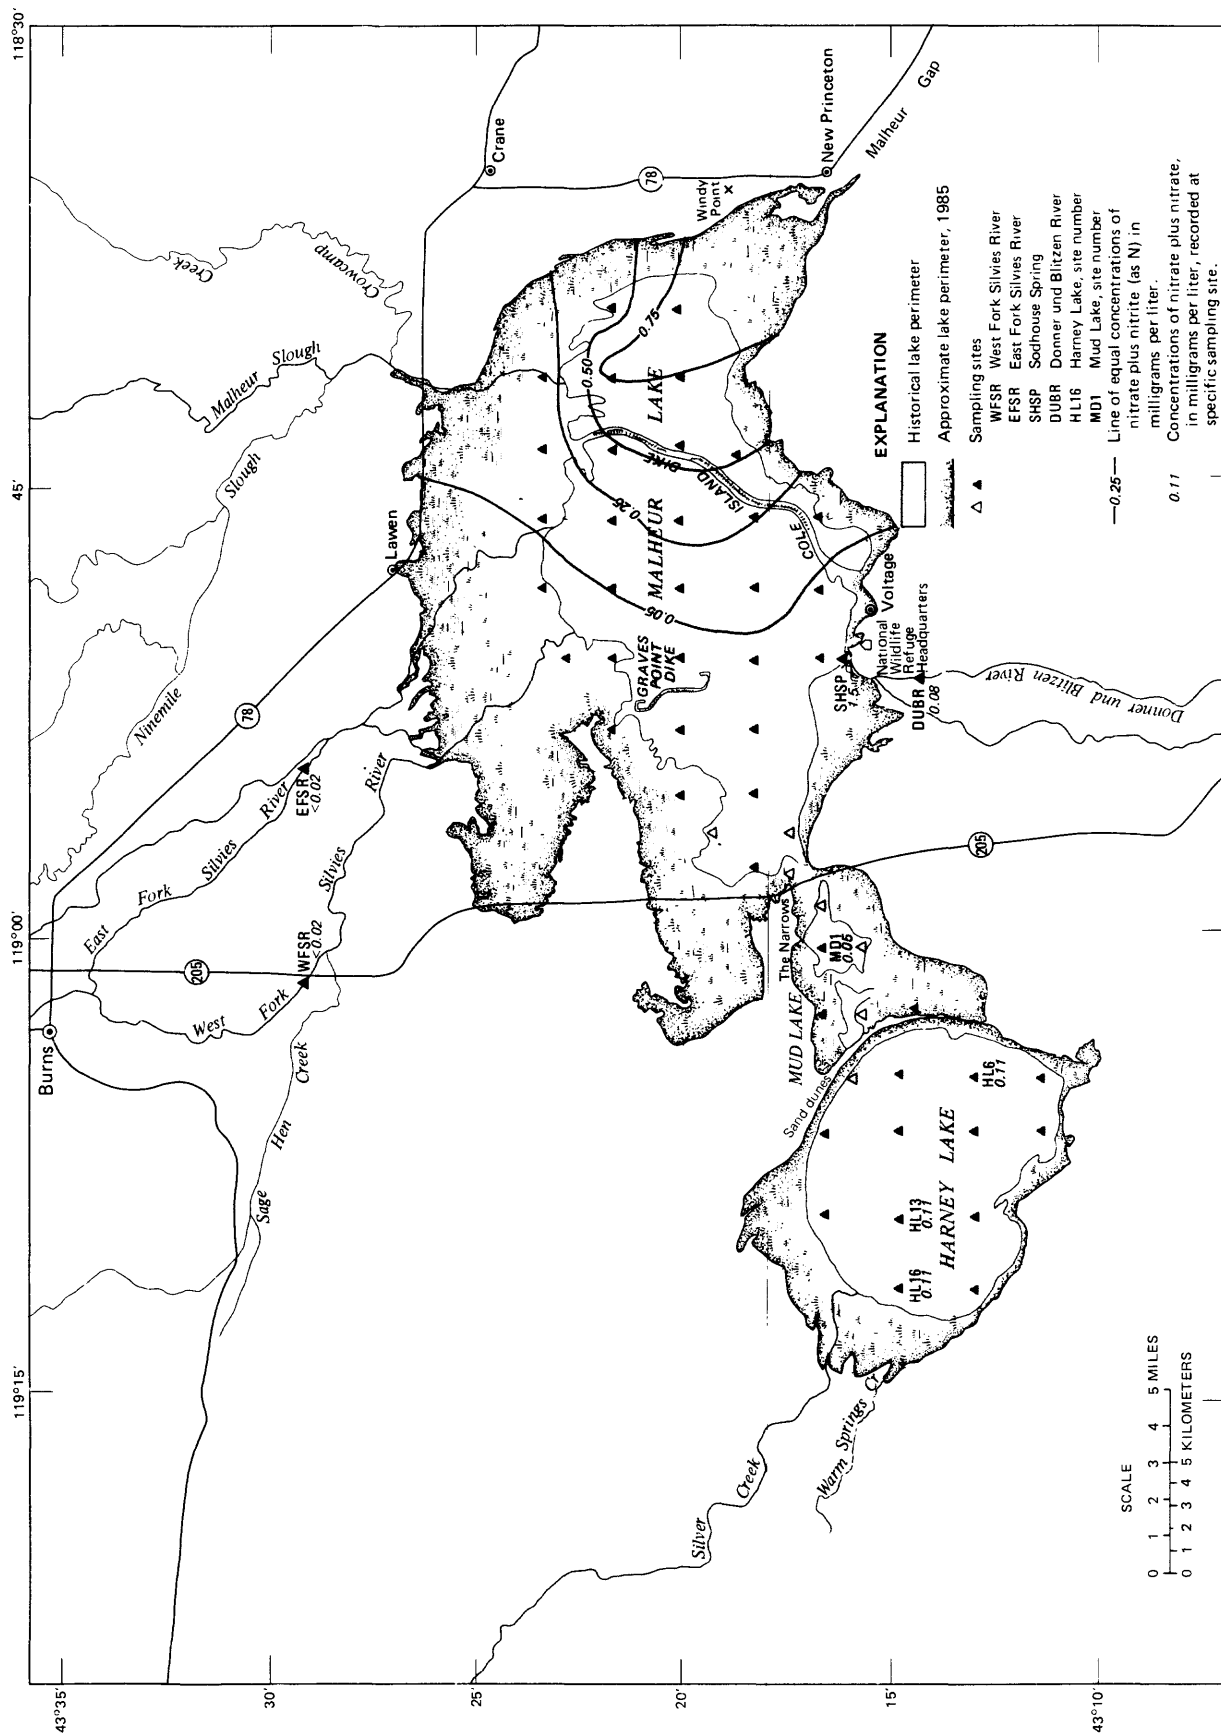 119°15'
119°00'
45'
118°30'
43°35'
30'
25'
20'
15'
43°10'
Burns
East
Fork
Silvies
River
EFSR
<0.02
West
Fork
Silvies
River
WFSR
<0.02
205
78
Sage
Hen
Creek
Ninemile
Slough
Malheur
Slough
Crowcamp
Creek
Lawen
Crane
78
Windy
Point
New Princeton
Malheur
Gap
MALHEUR
LAKE
0.05
0.25
0.50
0.75
COLE
ISLAND
DIKE
GRAVES
POINT
DIKE
Voltage
National
Wildlife
Refuge
Headquarters
SHSP
1.5
DUBR
0.08
Donner und Blitzen River
205
The Narrows
MUD LAKE
MD1
0.05
Sand dunes
HARNEY LAKE
HL6
0.11
HL13
0.11
HL16
0.11
Silver
Creek
Warm Springs Cr
SCALE
0 1 2 3 4 5 MILES
0 1 2 3 4 5 KILOMETERS
EXPLANATION
Historical lake perimeter
Approximate lake perimeter, 1985
Sampling sites
WFSR West Fork Silvies River
EFSR East Fork Silvies River
SHSP Sodhouse Spring
DUBR Donner und Blitzen River
HL16 Harney Lake, site number
MD1 Mud Lake, site number
—0.25— Line of equal concentrations of
nitrate plus nitrite (as N) in
milligrams per liter.
0.11 Concentrations of nitrate plus nitrate,
in milligrams per liter, recorded at
specific sampling site.